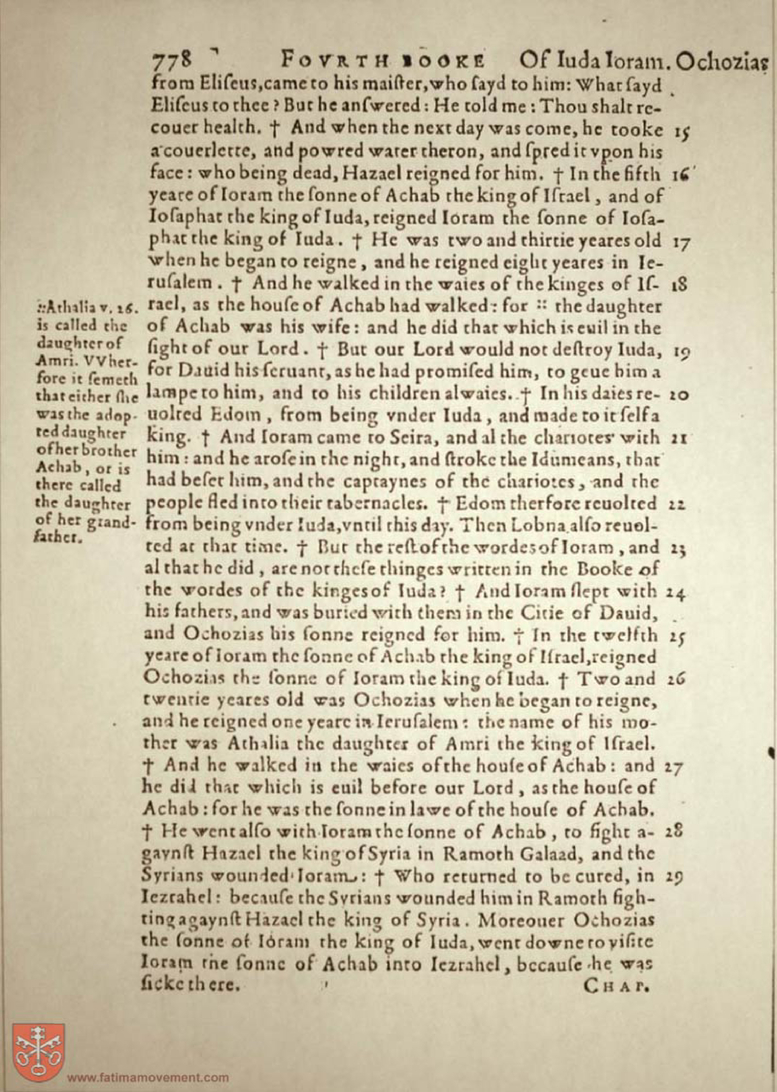 778 FOVRTH BOOKE Of Iuda Ioram. Ochozias
from Eliſeus, came to his maiſter, who ſayd to him: What ſayd
Eliſeus to thee? But he anſwered: He told me: Thou shalt re-
couer health. † And when the next day was come, he tooke 15
a couerlette, and powred water theron, and ſpred it vpon his
face: who being dead, Hazael reigned for him. † In the fifth 16
yeare of Ioram the ſonne of Achab the king of Iſrael, and of
Ioſaphat the king of Iuda, reigned Ioram the ſonne of Ioſa-
phat the king of Iuda. † He was two and thirtie yeares old 17
when he began to reigne, and he reigned eight yeares in Ie-
ruſalem. † And he walked in the waies of the kinges of Iſ- 18
rael, as the houſe of Achab had walked: for :: the daughter
of Achab was his wife: and he did that which is euil in the
ſight of our Lord. † But our Lord would not deſtroy Iuda, 19
for Dauid his ſeruant, as he had promiſed him, to geue him a
lampe to him, and to his children alwaies. † In his daies re- 20
uolted Edom, from being vnder Iuda, and made to it ſelf a
king. † And Ioram came to Seira, and al the chariotes with 21
him: and he aroſe in the night, and ſtroke the Idumeans, that
had beſet him, and the captaynes of the chariotes, and the
people fled into their tabernacles. † Edom therfore reuolted 22
from being vnder Iuda, vntil this day. Then Lobna alſo reuol-
ted at that time. † But the reſt of the wordes of Ioram, and 23
al that he did, are not theſe thinges written in the Booke of
the wordes of the kinges of Iuda? † And Ioram ſlept with 24
his fathers, and was buried with them in the Citie of Dauid,
and Ochozias his ſonne reigned for him. † In the twelfth 25
yeare of Ioram the ſonne of Achab the king of Iſrael, reigned
Ochozias the ſonne of Ioram the king of Iuda. † Two and 26
twentie yeares old was Ochozias when he began to reigne,
and he reigned one yeare in Ieruſalem: the name of his mo-
ther was Athalia the daughter of Amri the king of Iſrael.
† And he walked in the waies of the houſe of Achab: and 27
he did that which is euil before our Lord, as the houſe of
Achab: for he was the ſonne in lawe of the houſe of Achab.
† He went alſo with Ioram the ſonne of Achab, to fight a- 28
gaynſt Hazael the king of Syria in Ramoth Galaad, and the
Syrians wounded Ioram: † Who returned to be cured, in 29
Iezrahel: becauſe the Syrians wounded him in Ramoth figh-
ting agaynſt Hazael the king of Syria. Moreouer Ochozias
the ſonne of Ioram the king of Iuda, went downe to viſite
Ioram the ſonne of Achab into Iezrahel, becauſe he was
ſicke there.
CHAP.
::Athalia v. 26.
is called the
daughter of
Amri. VVher-
fore it ſemeth
that either ſhe
was the adop-
ted daughter
of her brother
Achab, or is
there called
the daughter
of her grand-
father.
www.fatimamovement.com